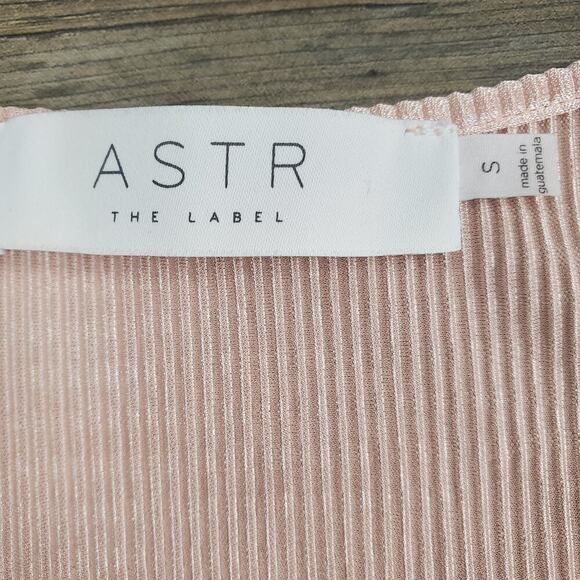 ASTR
THE LABEL
S
made in
guatemala